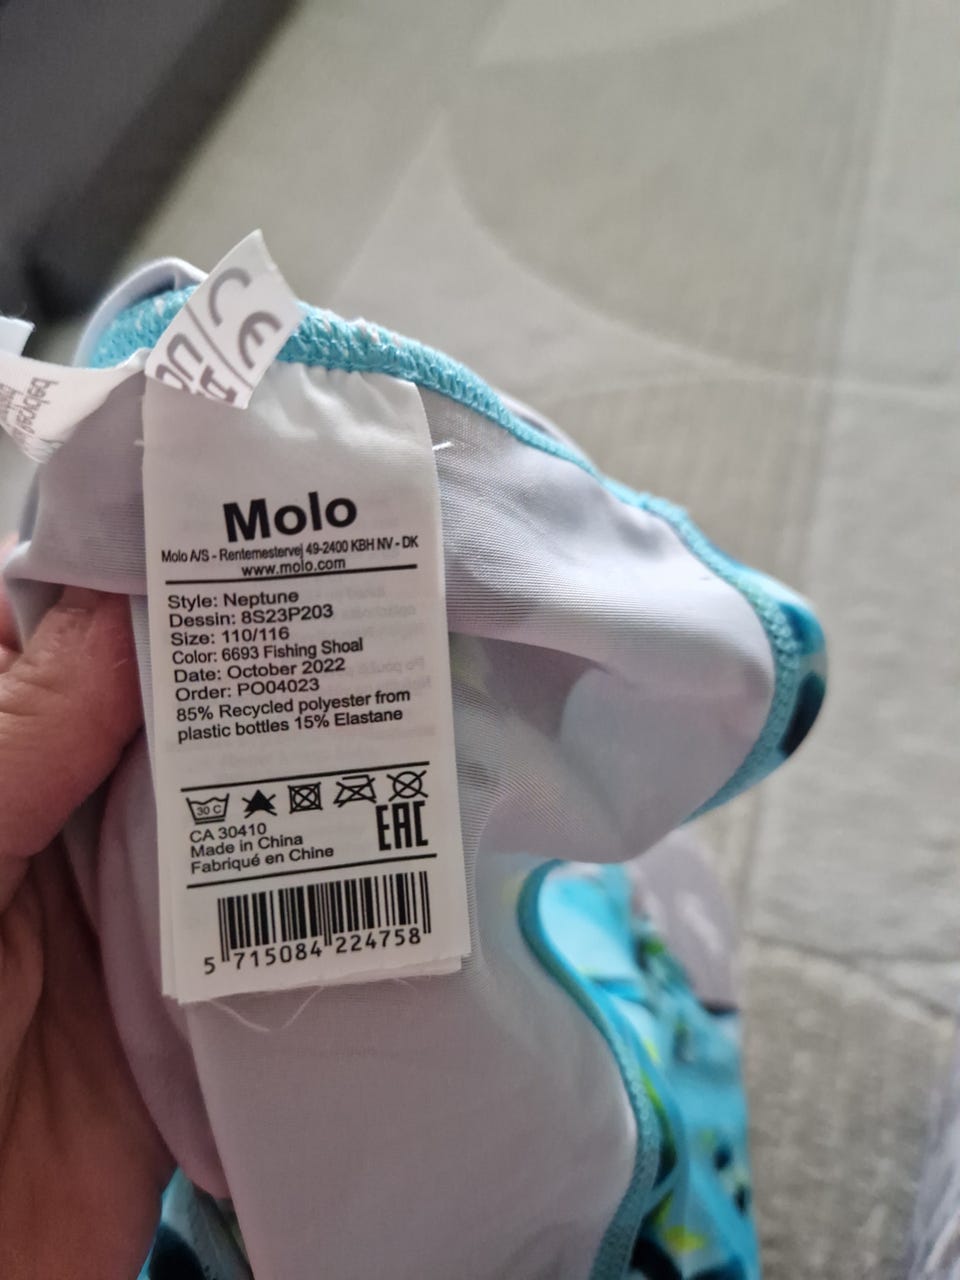 Molo
Molo A/S - Rentemestervej 49-2400 KBH NV - DK
www.molo.com
Style: Neptune
Dessin: 8S23P203
Size: 110/116
Color: 6693 Fishing Shoal
Date: October 2022
Order: PO04023
85% Recycled polyester from
plastic bottles 15% Elastane
30 C
CA 30410
Made in China
Fabriqué en Chine
EAC
5 715084 224758